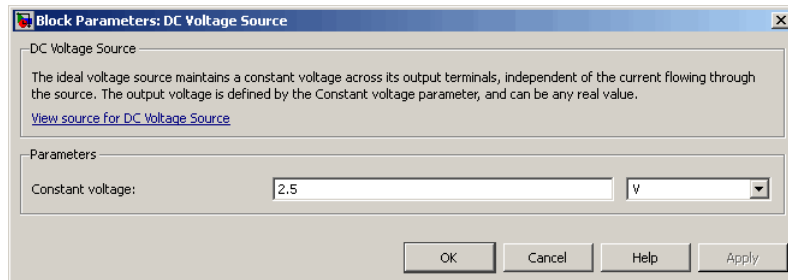 Block Parameters: DC Voltage Source
DC Voltage Source
The ideal voltage source maintains a constant voltage across its output terminals, independent of the current flowing through
the source. The output voltage is defined by the Constant voltage parameter, and can be any real value.
View source for DC Voltage Source
Parameters
Constant voltage: 2.5 V
OK Cancel Help Apply